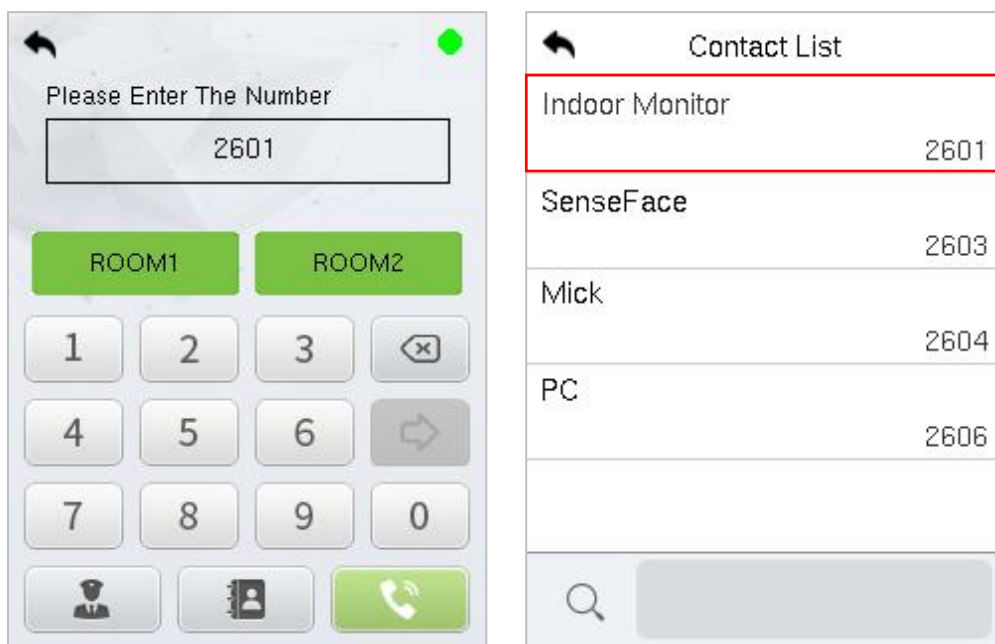 Please Enter The Number
2601
ROOM1 ROOM2
1 2 3
4 5 6
7 8 9 0
Contact List
Indoor Monitor
2601
SenseFace
2603
Mick
2604
PC
2606